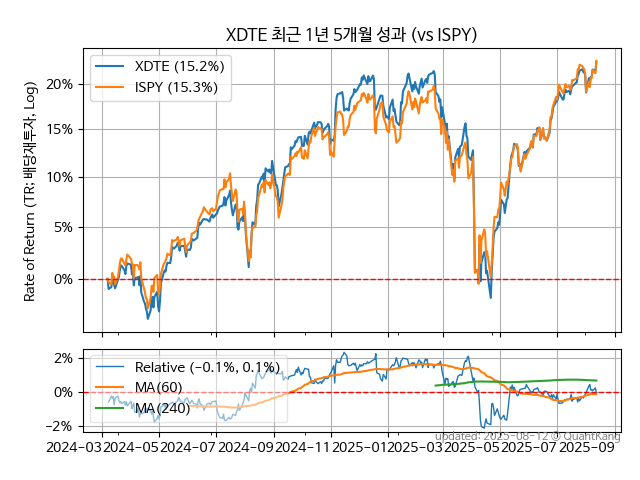 XDTE 최근 1년 5개월 성과 (vs ISPY)
XDTE (15.2%)
ISPY (15.3%)
20%
15%
10%
5%
0%
Rate of Return (TR: 배당재투자, Log)
Relative (−0.1%, 0.1%)
MA(60)
MA(240)
2%
0%
−2%
2024-03 2024-05 2024-07 2024-09 2024-11 2025-01 2025-03 2025-05 2025-07 2025-09
updated: 2025-08-12 © QuantKang